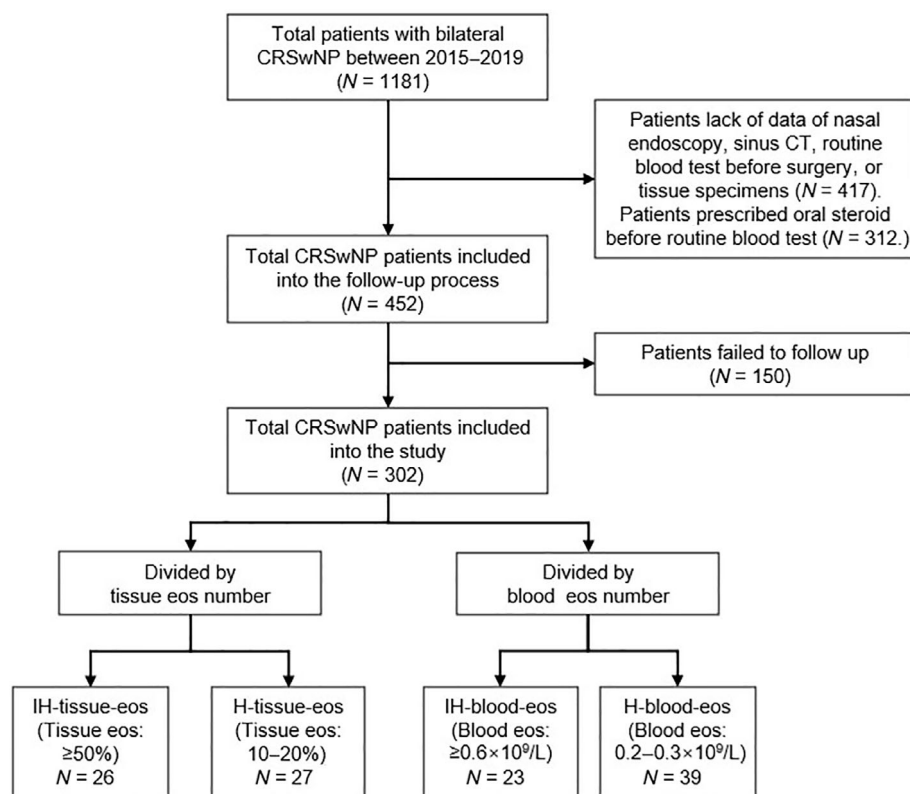 Total patients with bilateral
CRSwNP between 2015–2019
(N = 1181)
Patients lack of data of nasal
endoscopy, sinus CT, routine
blood test before surgery, or
tissue specimens (N = 417).
Patients prescribed oral steroid
before routine blood test (N = 312.)
Total CRSwNP patients included
into the follow-up process
(N = 452)
Patients failed to follow up
(N = 150)
Total CRSwNP patients included
into the study
(N = 302)
Divided by
tissue eos number
Divided by
blood eos number
IH-tissue-eos
(Tissue eos:
≥50%)
N = 26
H-tissue-eos
(Tissue eos:
10–20%)
N = 27
IH-blood-eos
(Blood eos:
≥0.6×10⁹/L)
N = 23
H-blood-eos
(Blood eos:
0.2–0.3×10⁹/L)
N = 39